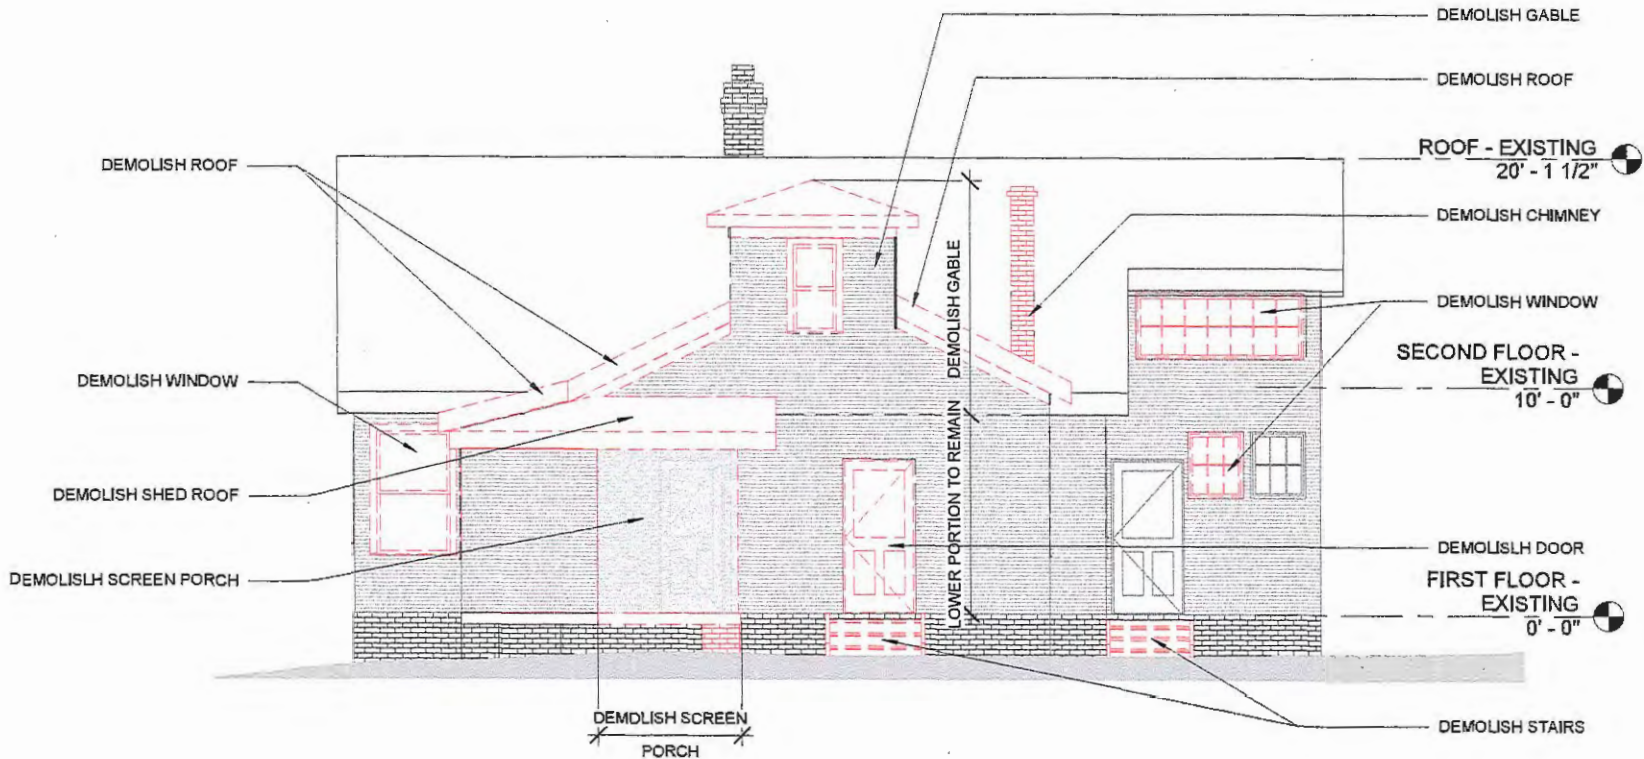 DEMOLISH GABLE
DEMOLISH ROOF
ROOF - EXISTING
20' - 1 1/2"
DEMOLISH ROOF
DEMOLISH CHIMNEY
DEMOLISH GABLE
DEMOLISH WINDOW
SECOND FLOOR -
EXISTING
10' - 0"
DEMOLISH WINDOW
LOWER PORTION TO REMAIN
DEMOLISH SHED ROOF
DEMOLISLH DOOR
DEMOLISLH SCREEN PORCH
FIRST FLOOR -
EXISTING
0' - 0"
DEMOLISH SCREEN
PORCH
DEMOLISH STAIRS